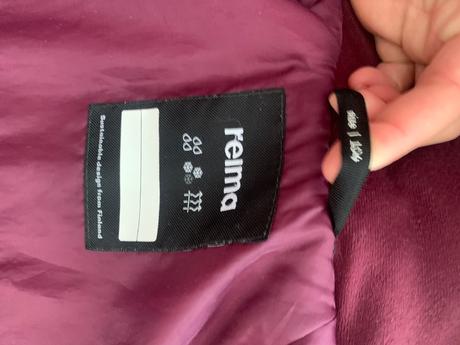 reima
Sustainable design from Finland